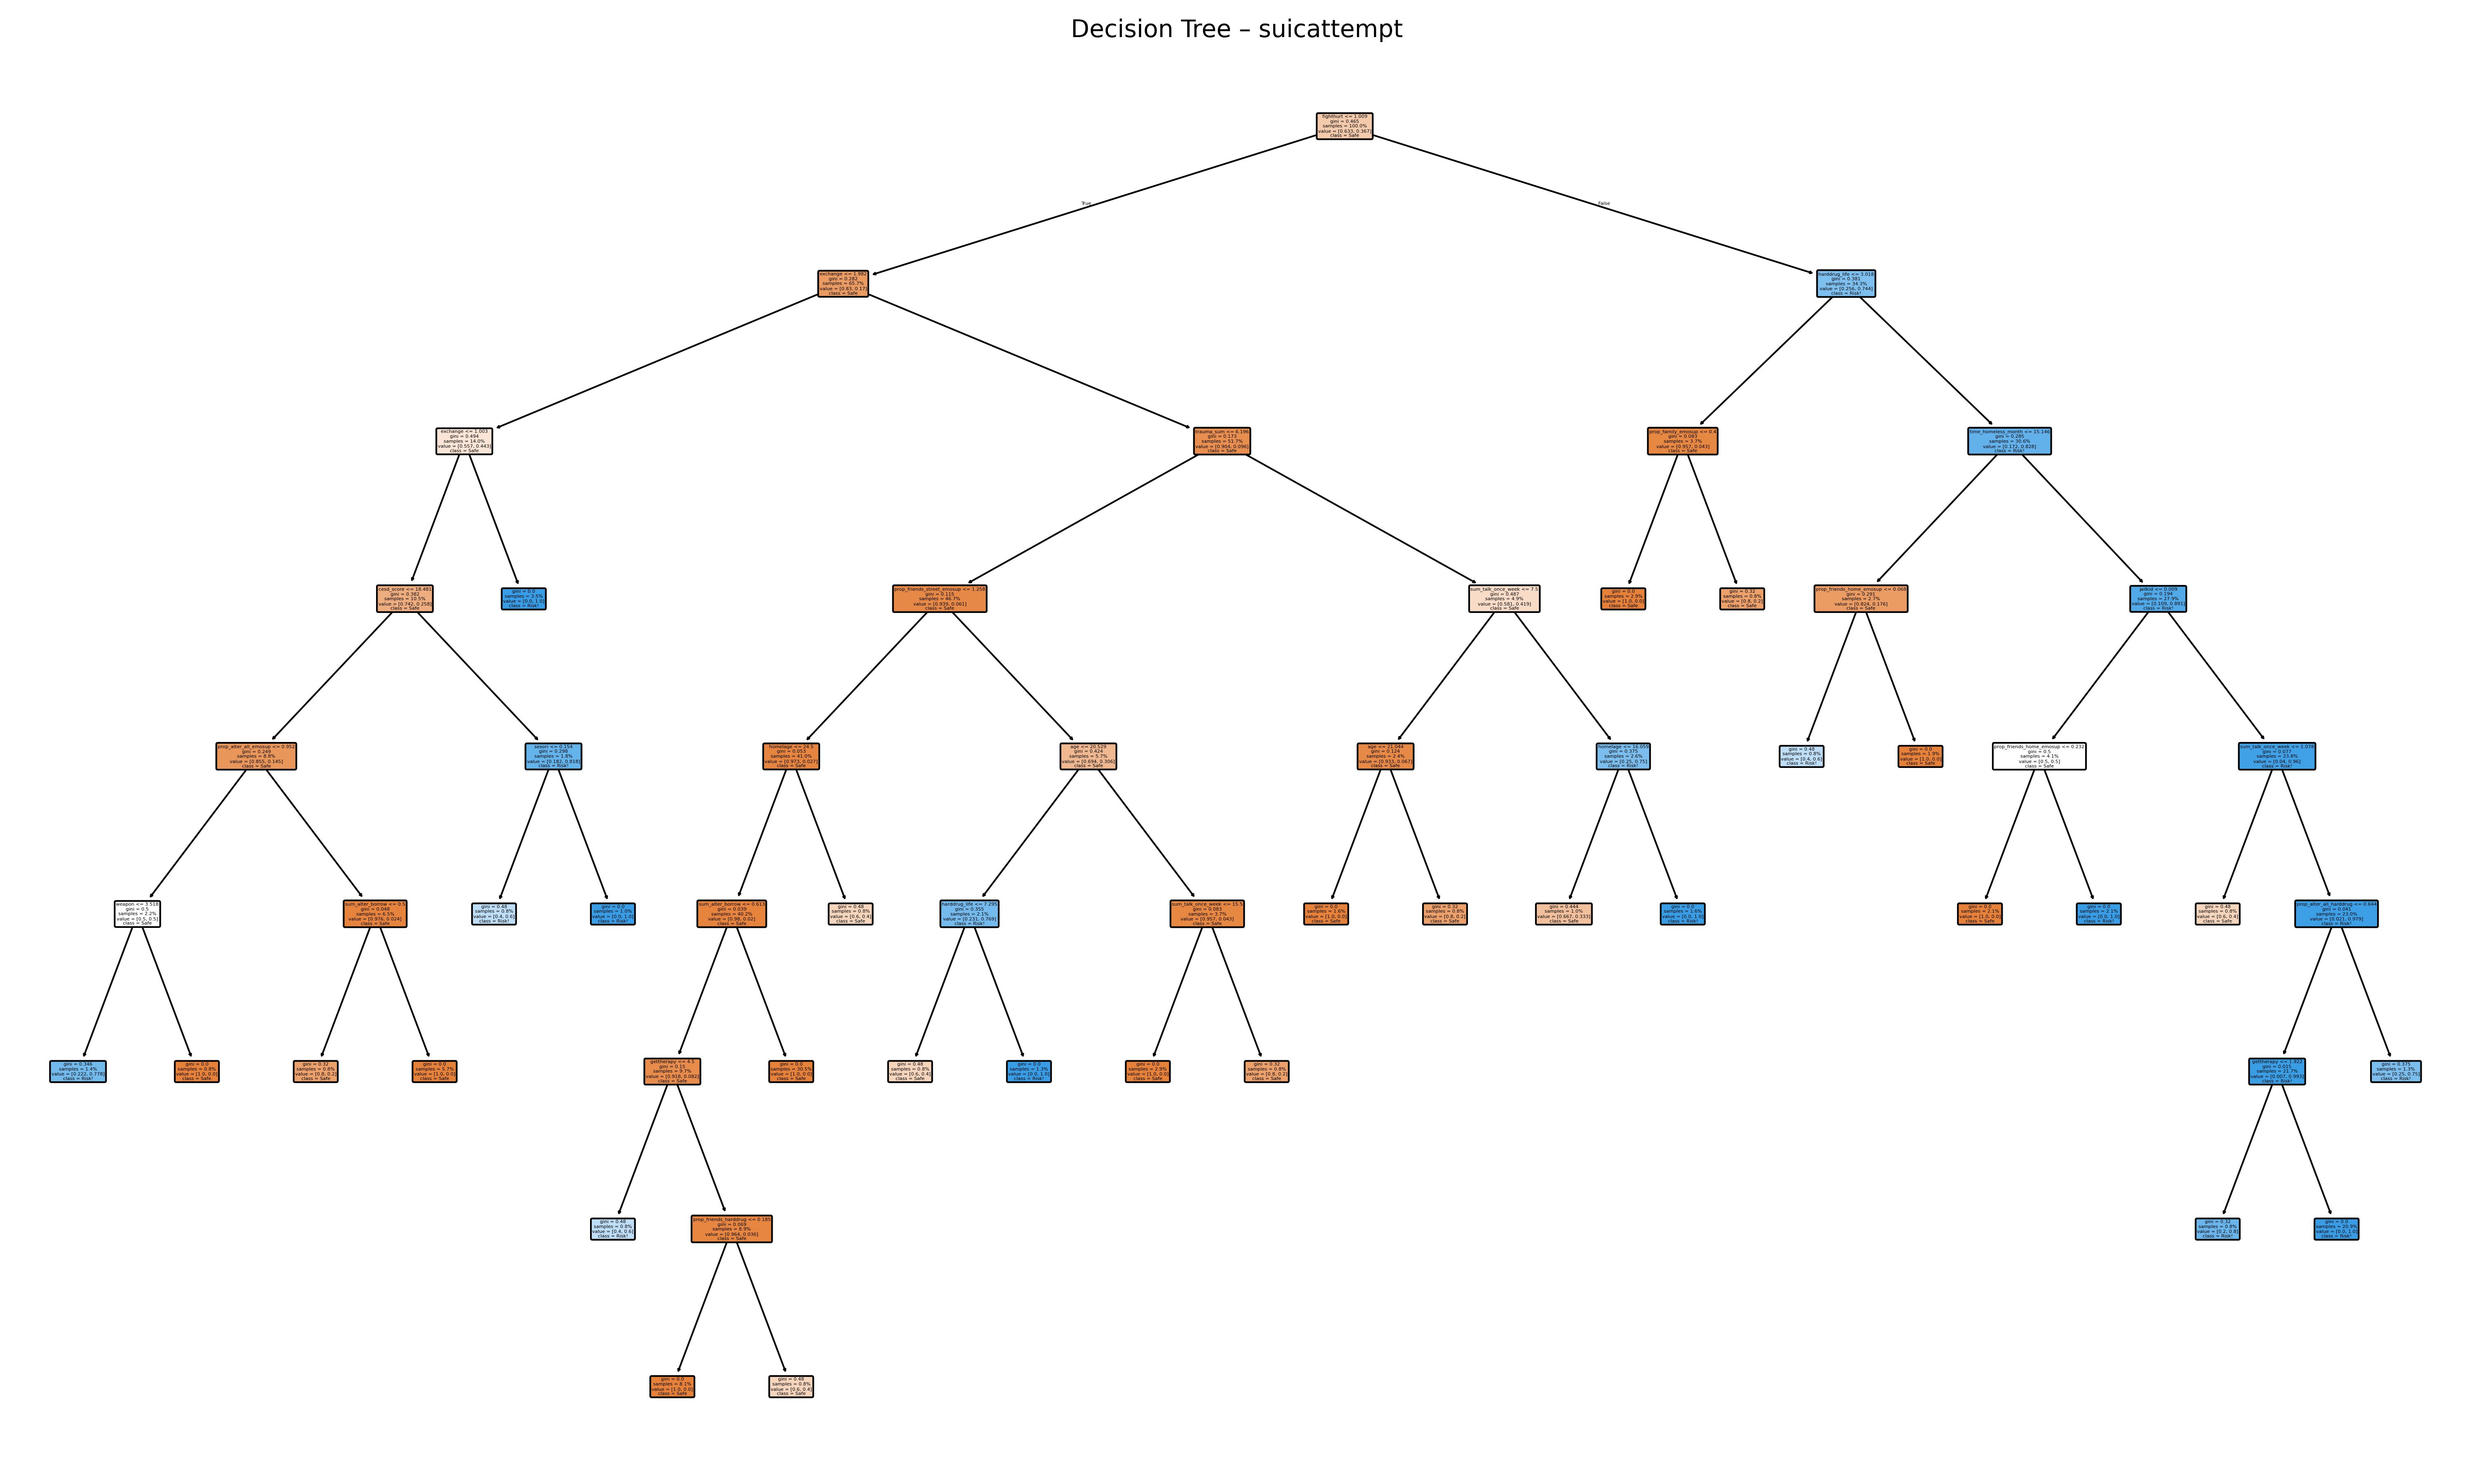 Decision Tree – suicattempt
fighthurt <= 1.009
gini = 0.465
samples = 100.0%
value = [0.633, 0.367]
class = Safe
True
False
exchange <= 1.982
gini = 0.282
samples = 65.7%
value = [0.83, 0.17]
class = Safe
harddrug_life <= 3.018
gini = 0.381
samples = 34.3%
value = [0.256, 0.744]
class = Risk!
exchange <= 1.003
gini = 0.494
samples = 14.0%
value = [0.557, 0.443]
class = Safe
trauma_sum <= 6.196
gini = 0.173
samples = 51.7%
value = [0.904, 0.096]
class = Safe
prop_family_emosup <= 0.4
gini = 0.083
samples = 3.7%
value = [0.957, 0.043]
class = Safe
time_homeless_month <= 15.146
gini = 0.285
samples = 30.6%
value = [0.172, 0.828]
class = Risk!
cesd_score <= 18.481
gini = 0.382
samples = 10.5%
value = [0.742, 0.258]
class = Safe
gini = 0.0
samples = 3.5%
value = [0.0, 1.0]
class = Risk!
prop_friends_street_emosup <= 1.258
gini = 0.115
samples = 46.7%
value = [0.939, 0.061]
class = Safe
sum_talk_once_week <= 7.5
gini = 0.487
samples = 4.9%
value = [0.581, 0.419]
class = Safe
gini = 0.0
samples = 2.9%
value = [1.0, 0.0]
class = Safe
gini = 0.32
samples = 0.8%
value = [0.8, 0.2]
class = Safe
prop_friends_home_emosup <= 0.068
gini = 0.291
samples = 2.7%
value = [0.824, 0.176]
class = Safe
jailkid <= 0.009
gini = 0.194
samples = 27.9%
value = [0.109, 0.891]
class = Risk!
prop_alter_all_emosup <= 0.952
gini = 0.249
samples = 8.8%
value = [0.855, 0.145]
class = Safe
sexori <= 0.154
gini = 0.298
samples = 1.8%
value = [0.182, 0.818]
class = Risk!
homelage <= 24.5
gini = 0.053
samples = 41.0%
value = [0.973, 0.027]
class = Safe
age <= 20.529
gini = 0.424
samples = 5.7%
value = [0.694, 0.306]
class = Safe
age <= 21.044
gini = 0.124
samples = 2.4%
value = [0.933, 0.067]
class = Safe
homelage <= 16.059
gini = 0.375
samples = 2.6%
value = [0.25, 0.75]
class = Risk!
gini = 0.48
samples = 0.8%
value = [0.4, 0.6]
class = Risk!
gini = 0.0
samples = 1.9%
value = [1.0, 0.0]
class = Safe
prop_friends_home_emosup <= 0.232
gini = 0.5
samples = 4.1%
value = [0.5, 0.5]
class = Safe
sum_talk_once_week <= 1.078
gini = 0.077
samples = 23.8%
value = [0.04, 0.96]
class = Risk!
weapon <= 3.518
gini = 0.5
samples = 2.2%
value = [0.5, 0.5]
class = Safe
sum_alter_borrow <= 0.5
gini = 0.048
samples = 6.5%
value = [0.976, 0.024]
class = Safe
gini = 0.48
samples = 0.8%
value = [0.4, 0.6]
class = Risk!
gini = 0.0
samples = 1.0%
value = [0.0, 1.0]
class = Risk!
sum_alter_borrow <= 0.613
gini = 0.039
samples = 40.2%
value = [0.98, 0.02]
class = Safe
gini = 0.48
samples = 0.8%
value = [0.6, 0.4]
class = Safe
harddrug_life <= 7.295
gini = 0.355
samples = 2.1%
value = [0.231, 0.769]
class = Risk!
sum_talk_once_week <= 15.5
gini = 0.083
samples = 3.7%
value = [0.957, 0.043]
class = Safe
gini = 0.0
samples = 1.6%
value = [1.0, 0.0]
class = Safe
gini = 0.32
samples = 0.8%
value = [0.8, 0.2]
class = Safe
gini = 0.444
samples = 1.0%
value = [0.667, 0.333]
class = Safe
gini = 0.0
samples = 1.6%
value = [0.0, 1.0]
class = Risk!
gini = 0.0
samples = 2.1%
value = [1.0, 0.0]
class = Safe
gini = 0.0
samples = 2.1%
value = [0.0, 1.0]
class = Risk!
gini = 0.48
samples = 0.8%
value = [0.6, 0.4]
class = Safe
prop_alter_all_harddrug <= 0.644
gini = 0.041
samples = 23.0%
value = [0.021, 0.979]
class = Risk!
gini = 0.346
samples = 1.4%
value = [0.222, 0.778]
class = Risk!
gini = 0.0
samples = 0.8%
value = [1.0, 0.0]
class = Safe
gini = 0.32
samples = 0.8%
value = [0.8, 0.2]
class = Safe
gini = 0.0
samples = 5.7%
value = [1.0, 0.0]
class = Safe
gettherapy <= 4.5
gini = 0.15
samples = 9.7%
value = [0.918, 0.082]
class = Safe
gini = 0.0
samples = 30.5%
value = [1.0, 0.0]
class = Safe
gini = 0.48
samples = 0.8%
value = [0.6, 0.4]
class = Safe
gini = 0.0
samples = 1.3%
value = [0.0, 1.0]
class = Risk!
gini = 0.0
samples = 2.9%
value = [1.0, 0.0]
class = Safe
gini = 0.32
samples = 0.8%
value = [0.8, 0.2]
class = Safe
gettherapy <= 1.022
gini = 0.015
samples = 21.7%
value = [0.007, 0.993]
class = Risk!
gini = 0.375
samples = 1.3%
value = [0.25, 0.75]
class = Risk!
gini = 0.48
samples = 0.8%
value = [0.4, 0.6]
class = Risk!
prop_friends_harddrug <= 0.185
gini = 0.069
samples = 8.9%
value = [0.964, 0.036]
class = Safe
gini = 0.32
samples = 0.8%
value = [0.2, 0.8]
class = Risk!
gini = 0.0
samples = 20.9%
value = [0.0, 1.0]
class = Risk!
gini = 0.0
samples = 8.1%
value = [1.0, 0.0]
class = Safe
gini = 0.48
samples = 0.8%
value = [0.6, 0.4]
class = Safe